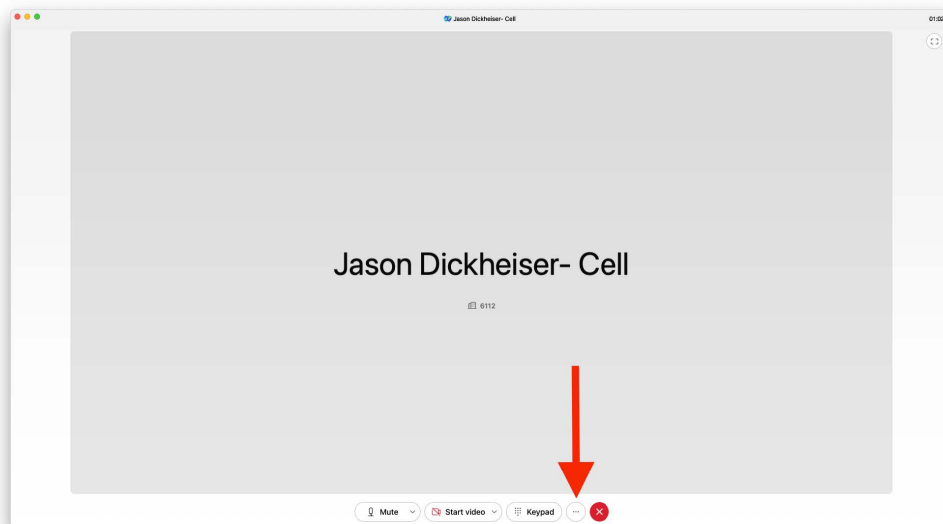 Jason Dickheiser- Cell
01:02
Jason Dickheiser- Cell
6112
Mute
Start video
Keypad